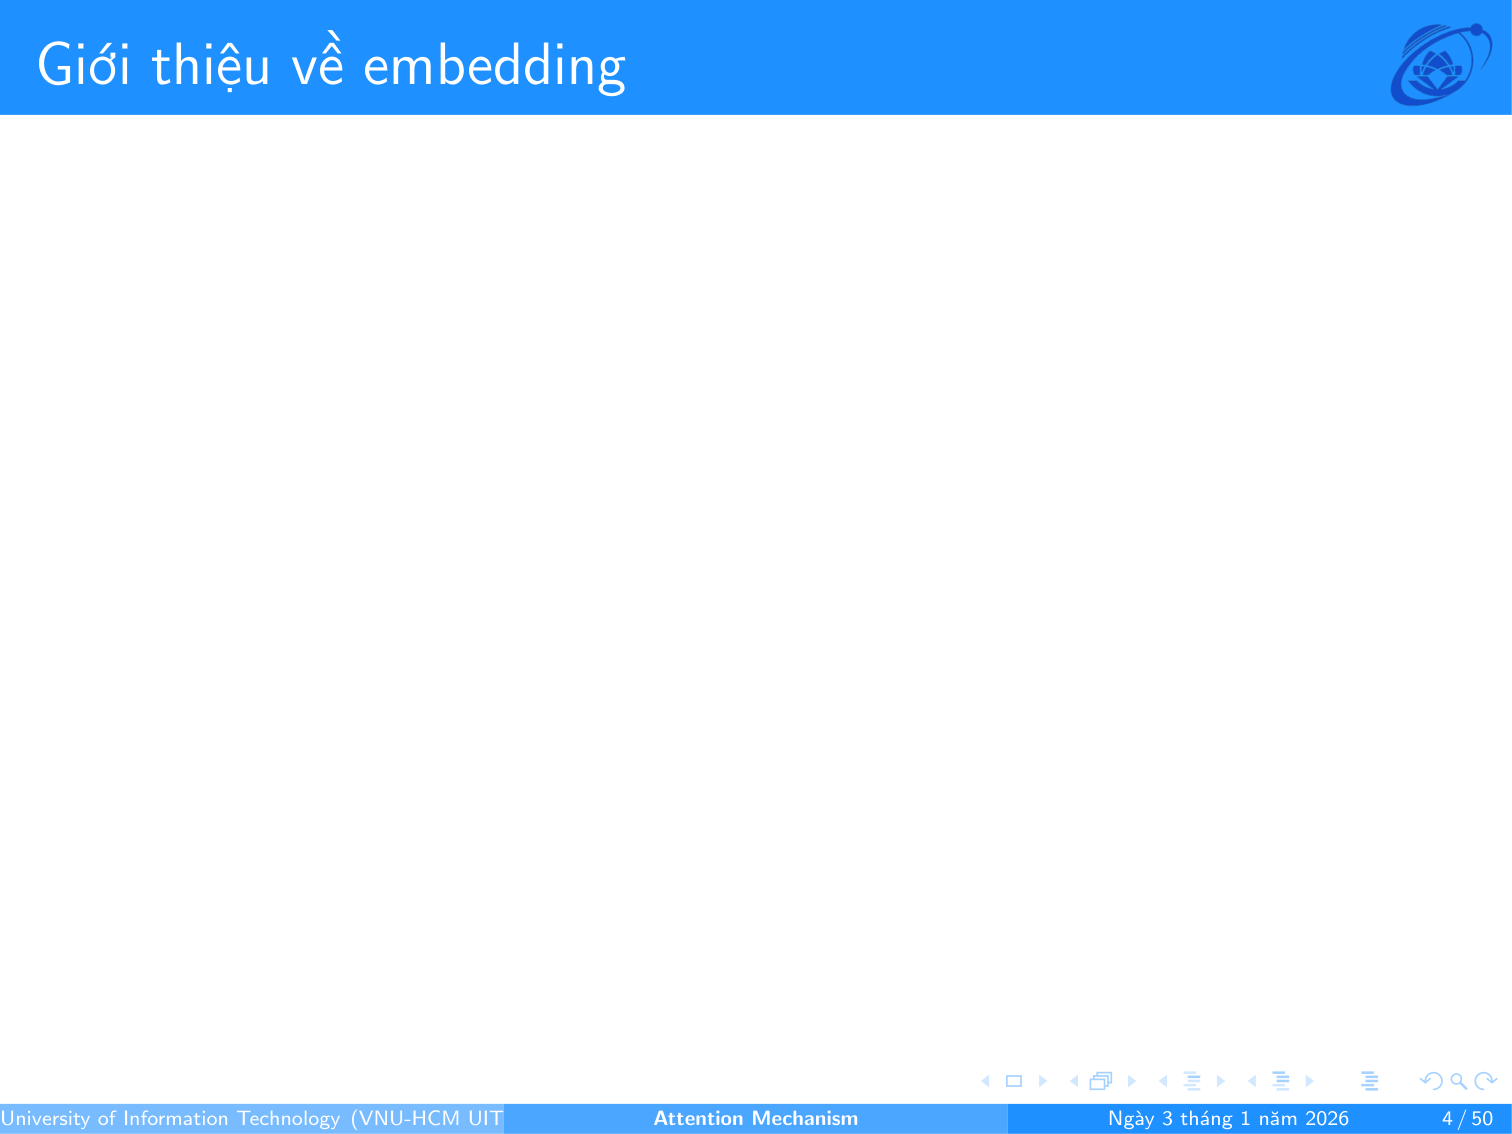 Giới thiệu về embedding
University of Information Technology (VNU-HCM UIT
Attention Mechanism
Ngày 3 tháng 1 năm 2026
4 / 50